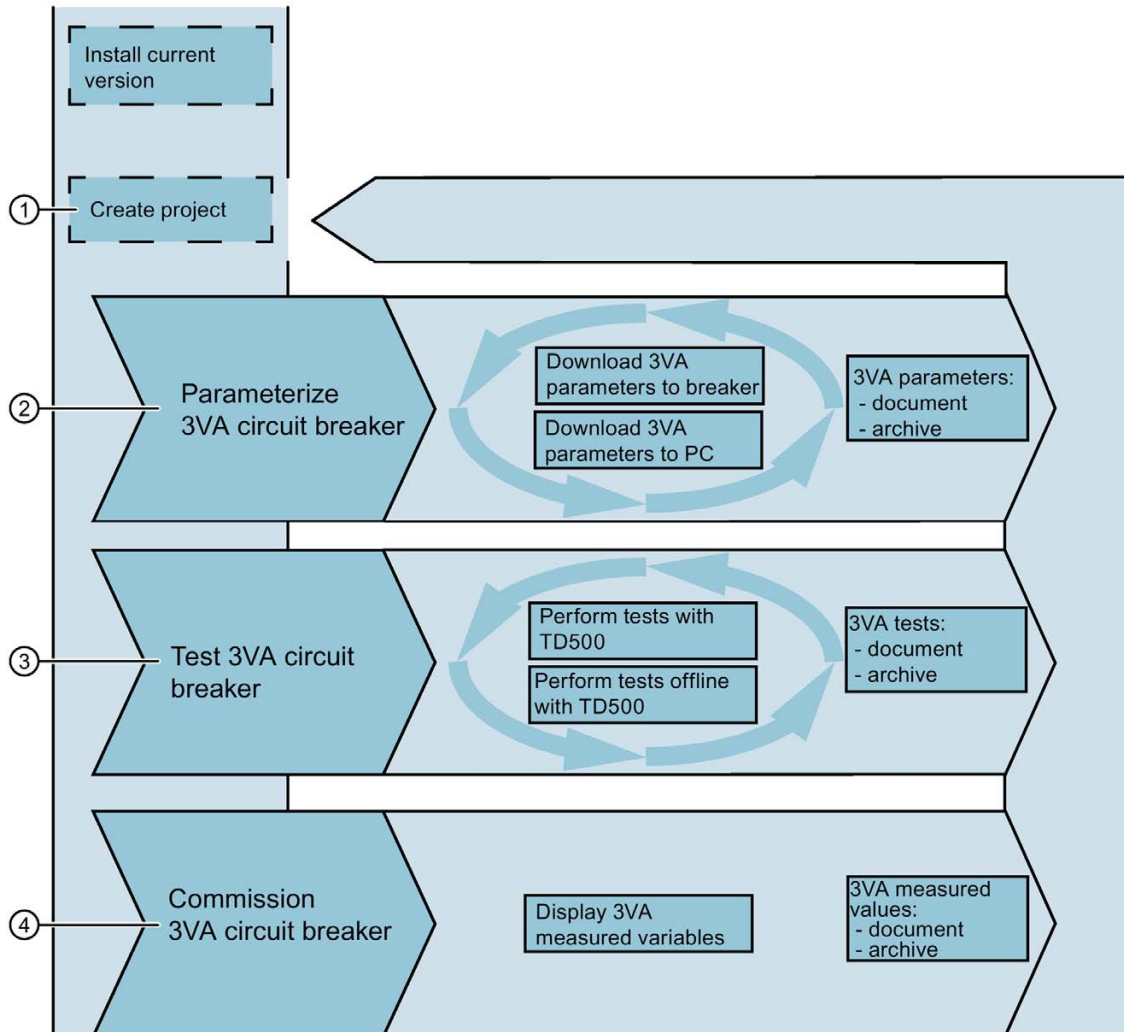 Install current
version
1
Create project
2
Parameterize
3VA circuit breaker
Download 3VA
parameters to breaker
Download 3VA
parameters to PC
3VA parameters:
- document
- archive
3
Test 3VA circuit
breaker
Perform tests with
TD500
Perform tests offline
with TD500
3VA tests:
- document
- archive
4
Commission
3VA circuit breaker
Display 3VA
measured variables
3VA measured
values:
- document
- archive